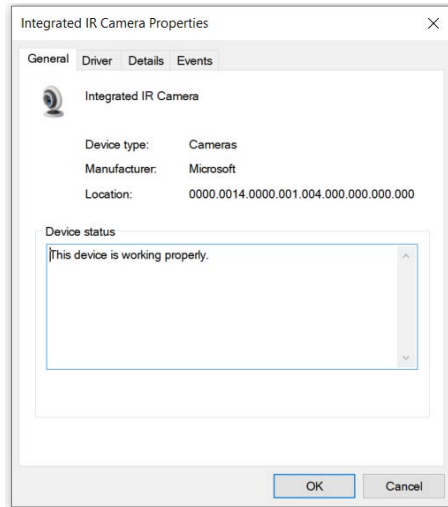 Integrated IR Camera Properties
General Driver Details Events
Integrated IR Camera
Device type: Cameras
Manufacturer: Microsoft
Location: 0000.0014.0000.001.004.000.000.000.000
Device status
This device is working properly.
OK Cancel